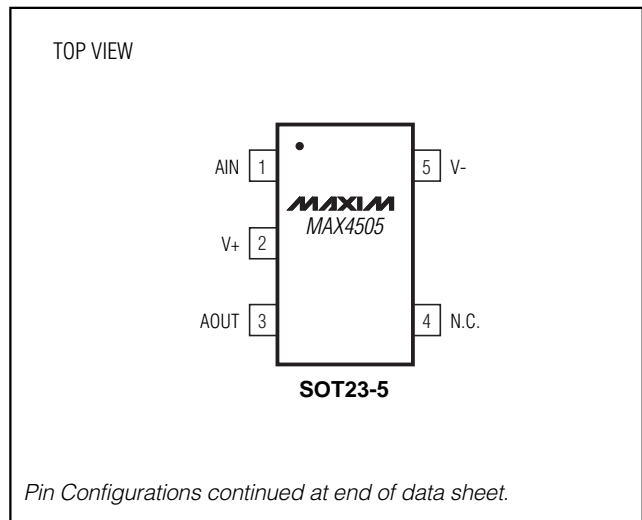 TOP VIEW
AIN 1
5 V-
MAXIM
MAX4505
V+ 2
AOUT 3
4 N.C.
SOT23-5
Pin Configurations continued at end of data sheet.